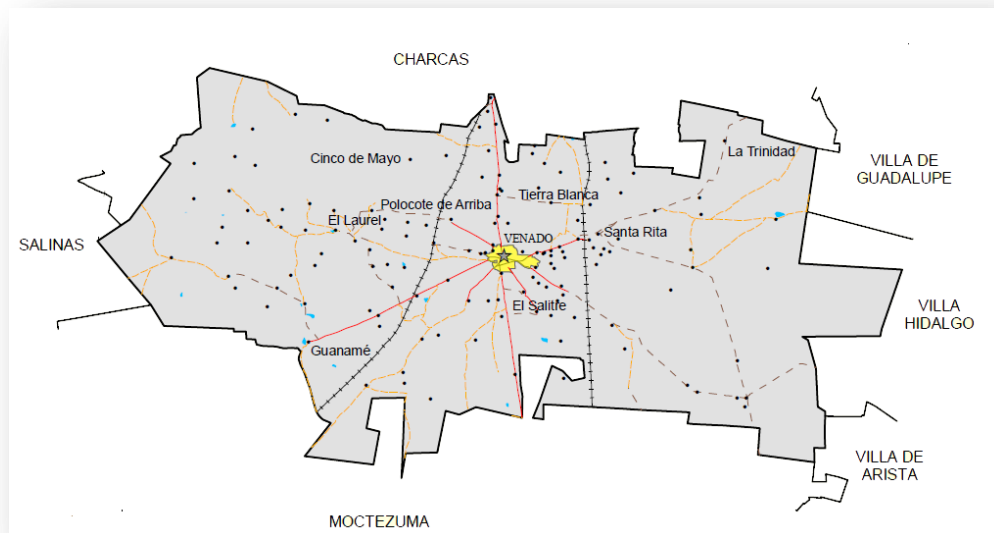 CHARCAS
La Trinidad
Cinco de Mayo
VILLA DE
GUADALUPE
Tierra Blanca
Polocote de Arriba
El Laurel
Santa Rita
VENADO
SALINAS
El Salitre
VILLA
HIDALGO
Guanamé
VILLA DE
ARISTA
MOCTEZUMA